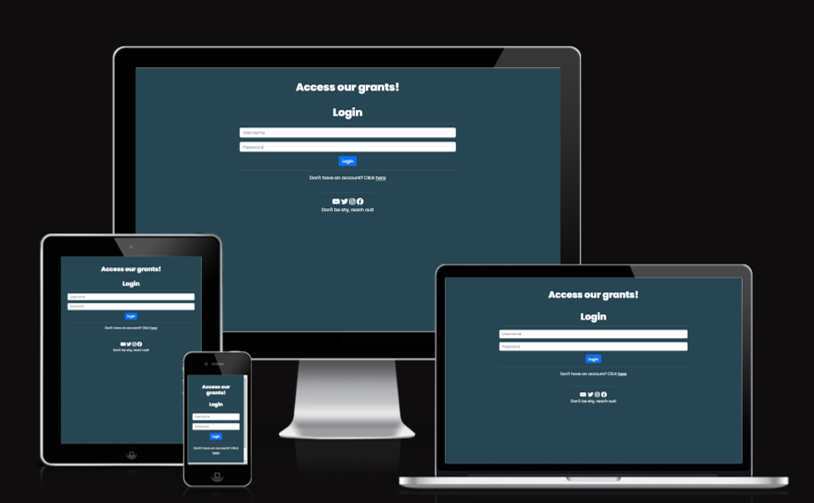 Access our grants!
Login
Username
Password
Login
Don't have an account? Click here
Don't be shy, reach out!
Access our grants!
Login
Username
Password
Login
Don't have an account? Click here
Don't be shy, reach out!
Access our
grants!
Login
Username
Password
Login
Don't have an account? Click
here
Access our grants!
Login
Username
Password
Login
Don't have an account? Click here
Don't be shy, reach out!